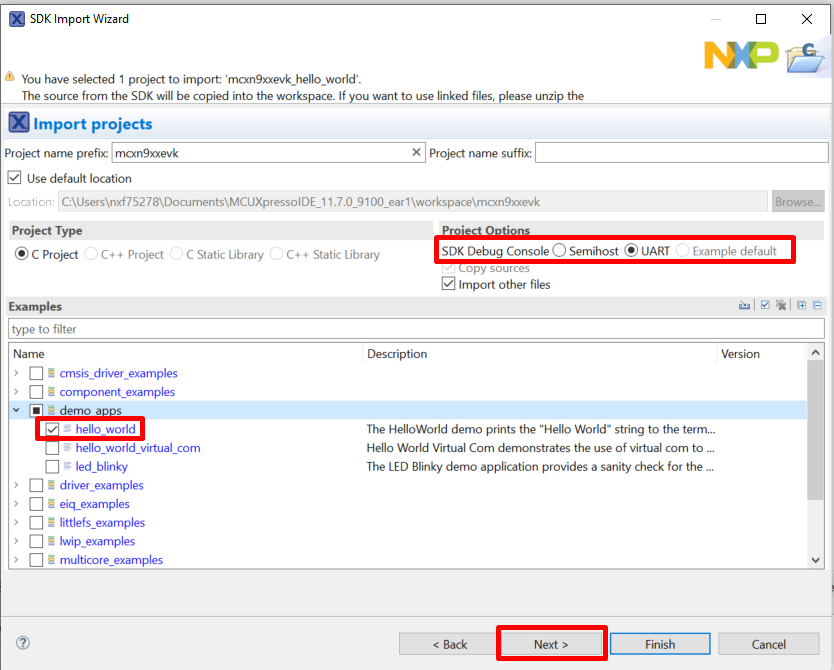 SDK Import Wizard
NXP
You have selected 1 project to import: 'mcxn9xxevk_hello_world'.
The source from the SDK will be copied into the workspace. If you want to use linked files, please unzip the
Import projects
Project name prefix: mcxn9xxevk Project name suffix:
Use default location
Location: C:\Users\nxf75278\Documents\MCUXpressoIDE_11.7.0_9100_ear1\workspace\mcxn9xxevk Browse...
Project Type Project Options
C Project C++ Project C Static Library C++ Static Library SDK Debug Console Semihost UART Example default
Copy sources
Import other files
Examples
type to filter
Name Description Version
cmsis_driver_examples
component_examples
demo_apps
hello_world The HelloWorld demo prints the "Hello World" string to the term...
hello_world_virtual_com Hello World Virtual Com demonstrates the use of virtual com to ...
led_blinky The LED Blinky demo application provides a sanity check for the ...
driver_examples
eiq_examples
littlefs_examples
lwip_examples
multicore_examples
? < Back Next > Finish Cancel